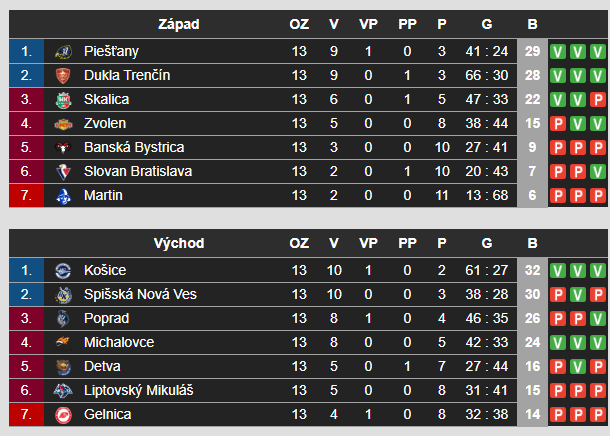 Západ OZ V VP PP P G B
1. Piešťany 13 9 1 0 3 41 : 24 29 V V V
2. Dukla Trenčín 13 9 0 1 3 66 : 30 28 V V V
3. Skalica 13 6 0 1 5 47 : 33 22 V V P
4. Zvolen 13 5 0 0 8 38 : 44 15 P V V
5. Banská Bystrica 13 3 0 0 10 27 : 41 9 P P P
6. Slovan Bratislava 13 2 0 1 10 20 : 43 7 P P V
7. Martin 13 2 0 0 11 13 : 68 6 P P P
Východ OZ V VP PP P G B
1. Košice 13 10 1 0 2 61 : 27 32 V V V
2. Spišská Nová Ves 13 10 0 0 3 38 : 28 30 P V P
3. Poprad 13 8 1 0 4 46 : 35 26 P P V
4. Michalovce 13 8 0 0 5 42 : 33 24 V V V
5. Detva 13 5 0 1 7 27 : 44 16 P V P
6. Liptovský Mikuláš 13 5 0 0 8 31 : 41 15 P P P
7. Gelnica 13 4 1 0 8 32 : 38 14 P P P